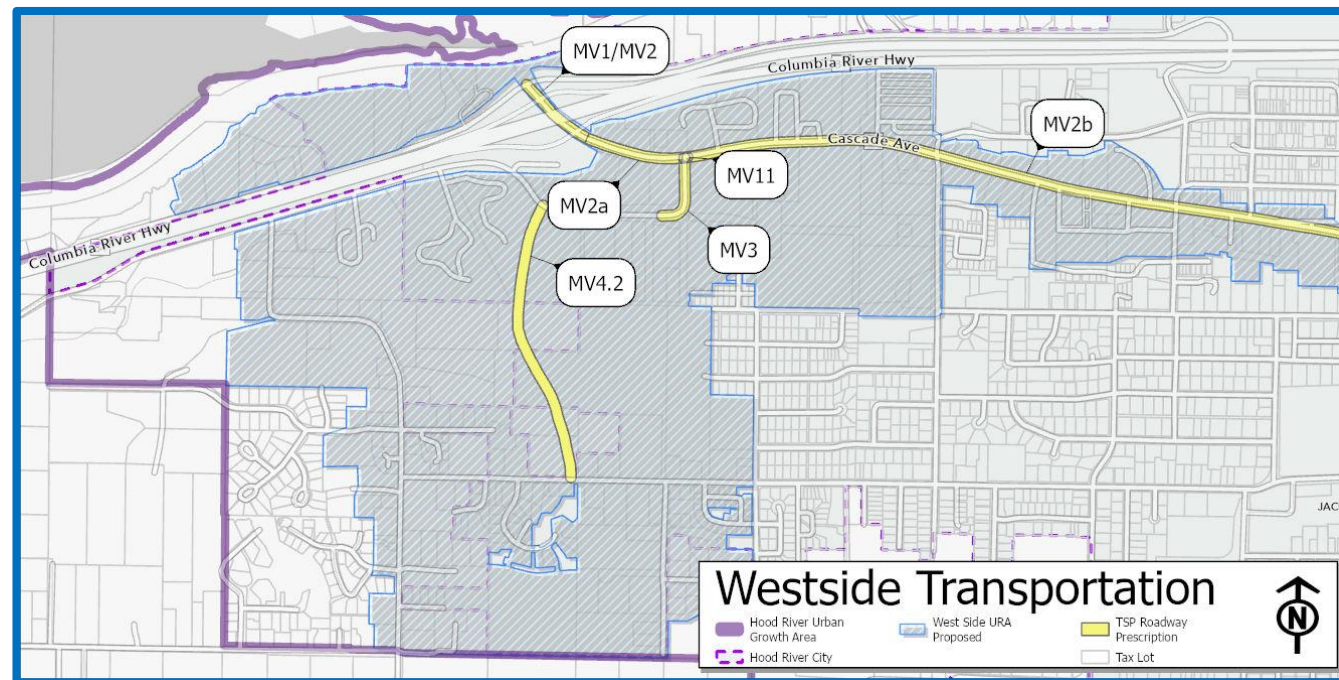 MV1/MV2
Columbia River Hwy
MV2b
Cascade Ave
MV11
MV2a
MV3
Columbia River Hwy
MV4.2
JAC
Westside Transportation
Hood River Urban
Growth Area
West Side URA
Proposed
TSP Roadway
Prescription
Hood River City
Tax Lot
N